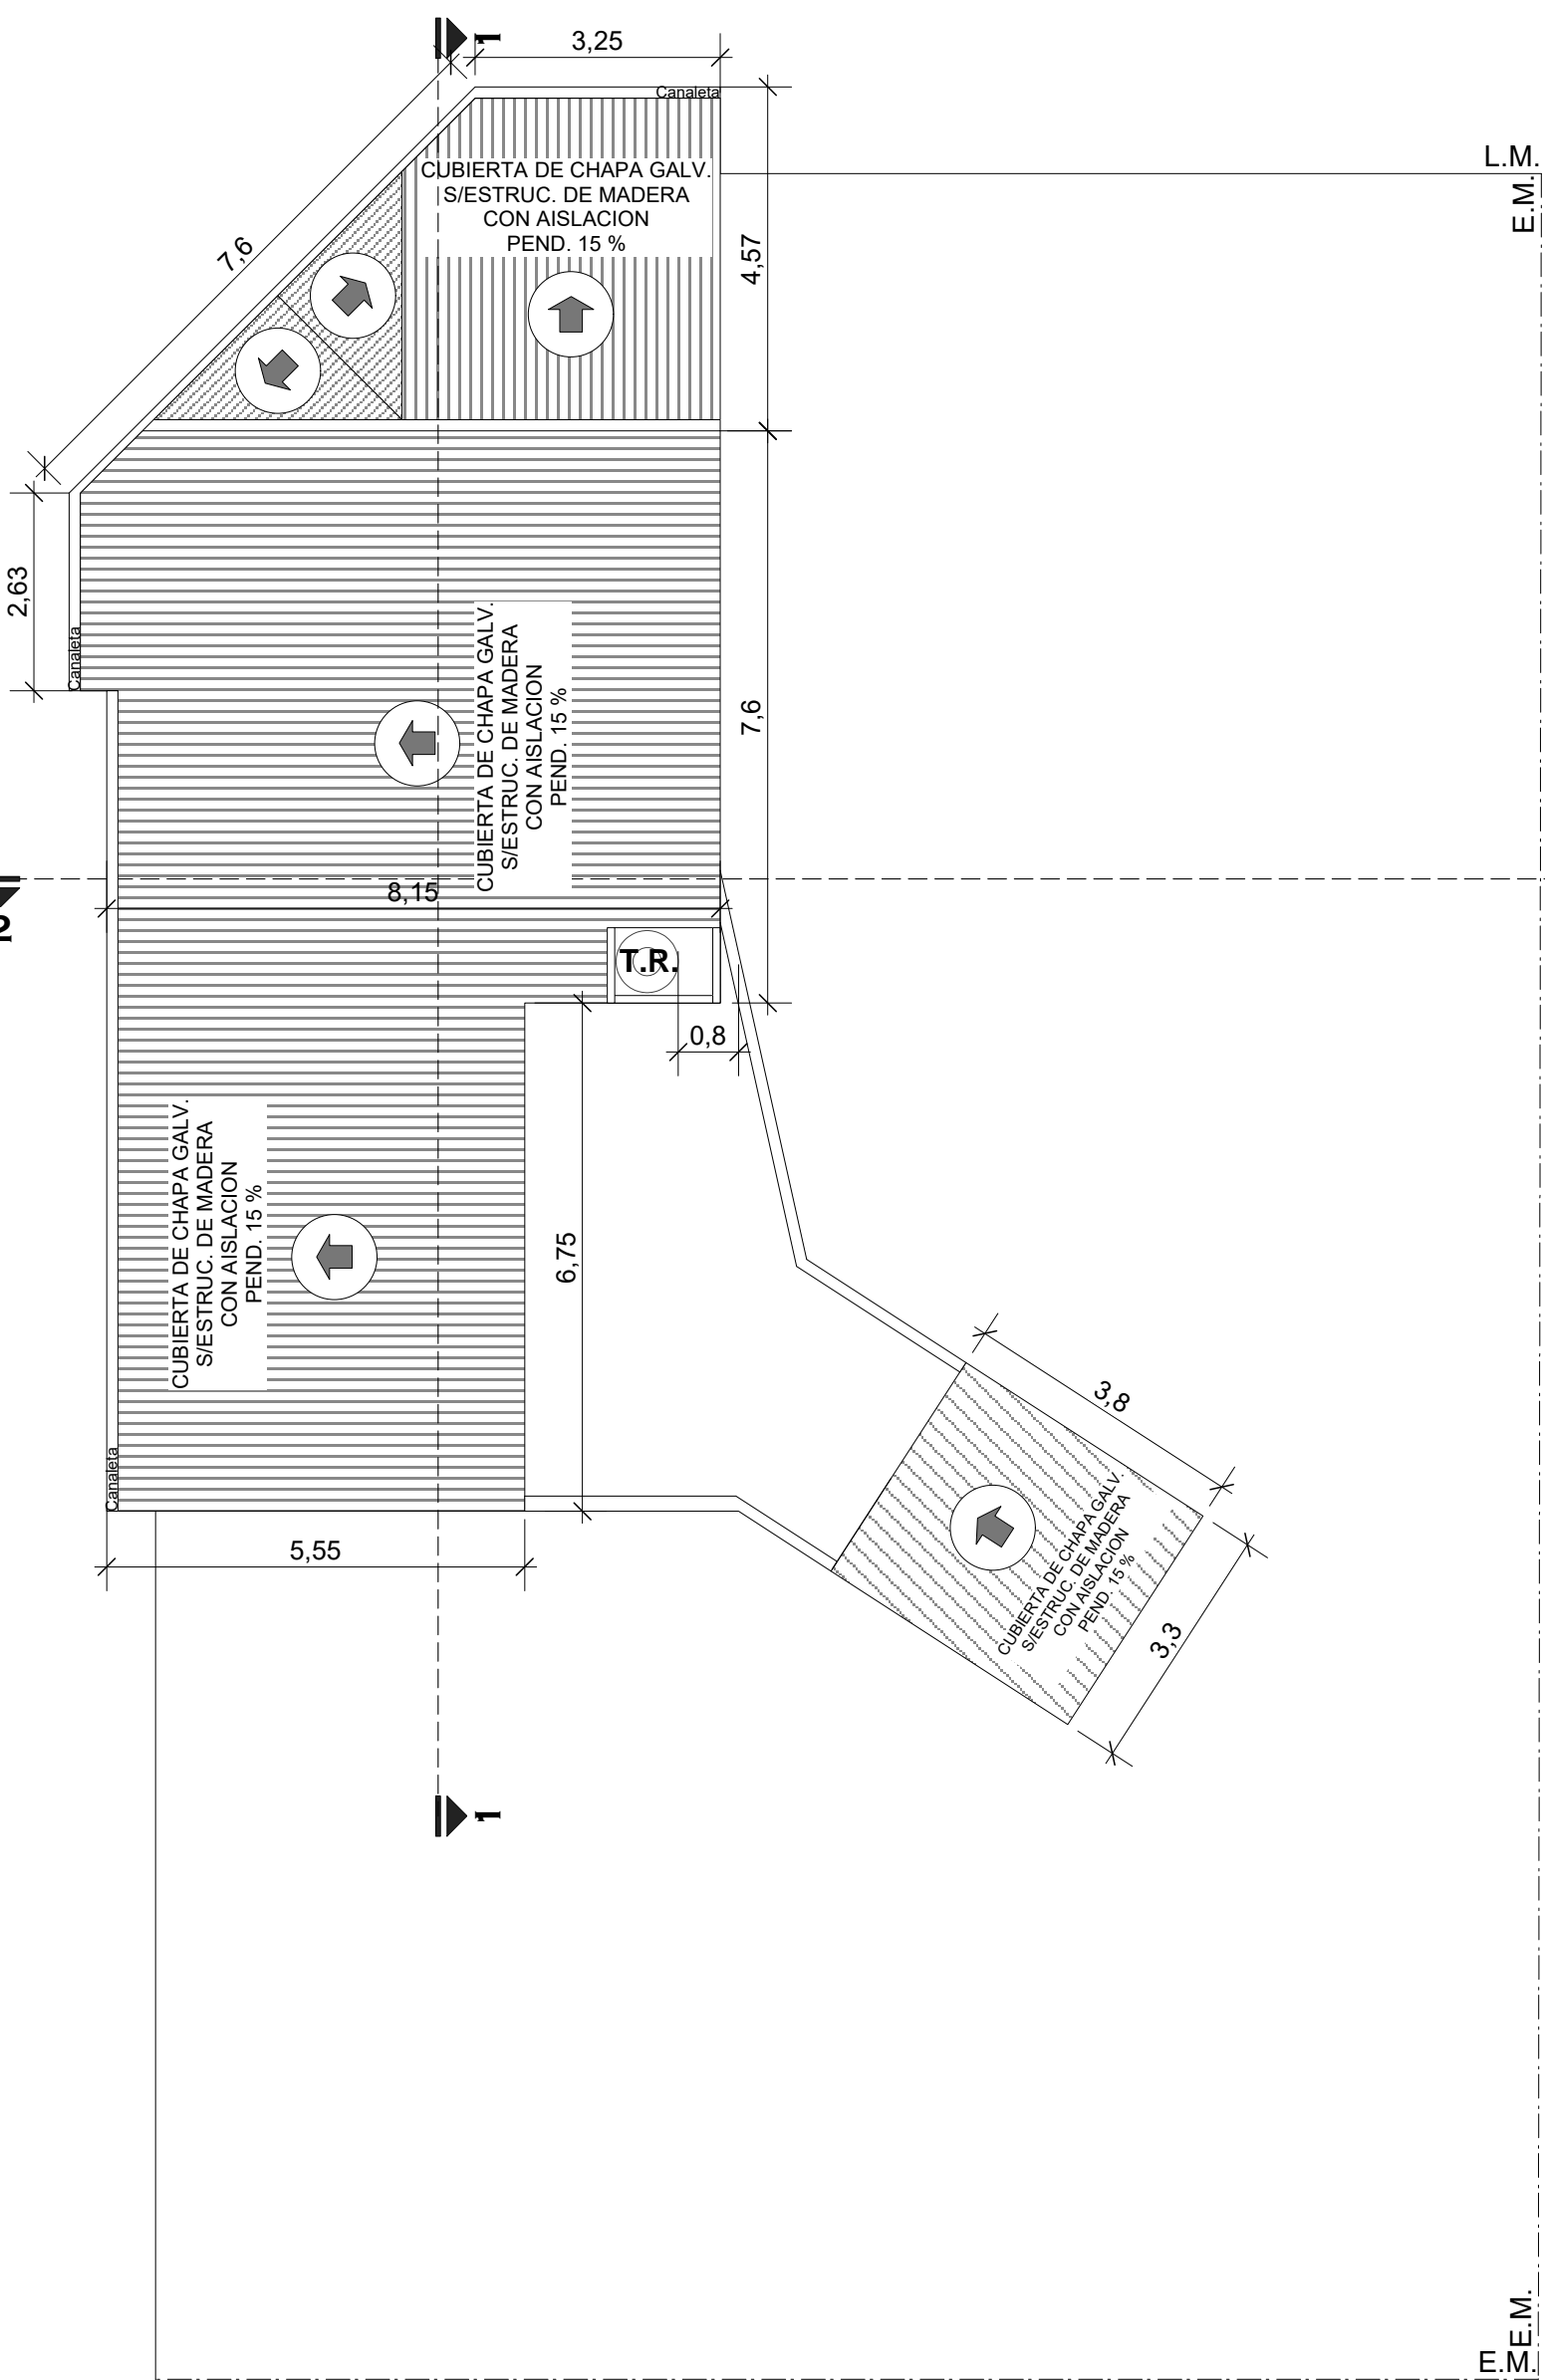 1
3,25
Canaleta
L.M.
E.M.
CUBIERTA DE CHAPA GALV.
S/ESTRUC. DE MADERA
CON AISLACION
PEND. 15 %
7,6
4,57
2,63
Canaleta
CUBIERTA DE CHAPA GALV.
S/ESTRUC. DE MADERA
CON AISLACION
PEND. 15 %
7,6
8,15
2
T.R.
0,8
CUBIERTA DE CHAPA GALV.
S/ESTRUC. DE MADERA
CON AISLACION
PEND. 15 %
6,75
3,8
Canaleta
CUBIERTA DE CHAPA GALV.
S/ESTRUC. DE MADERA
CON AISLACION
PEND. 15 %
5,55
3,3
1
E.M.
E.M.